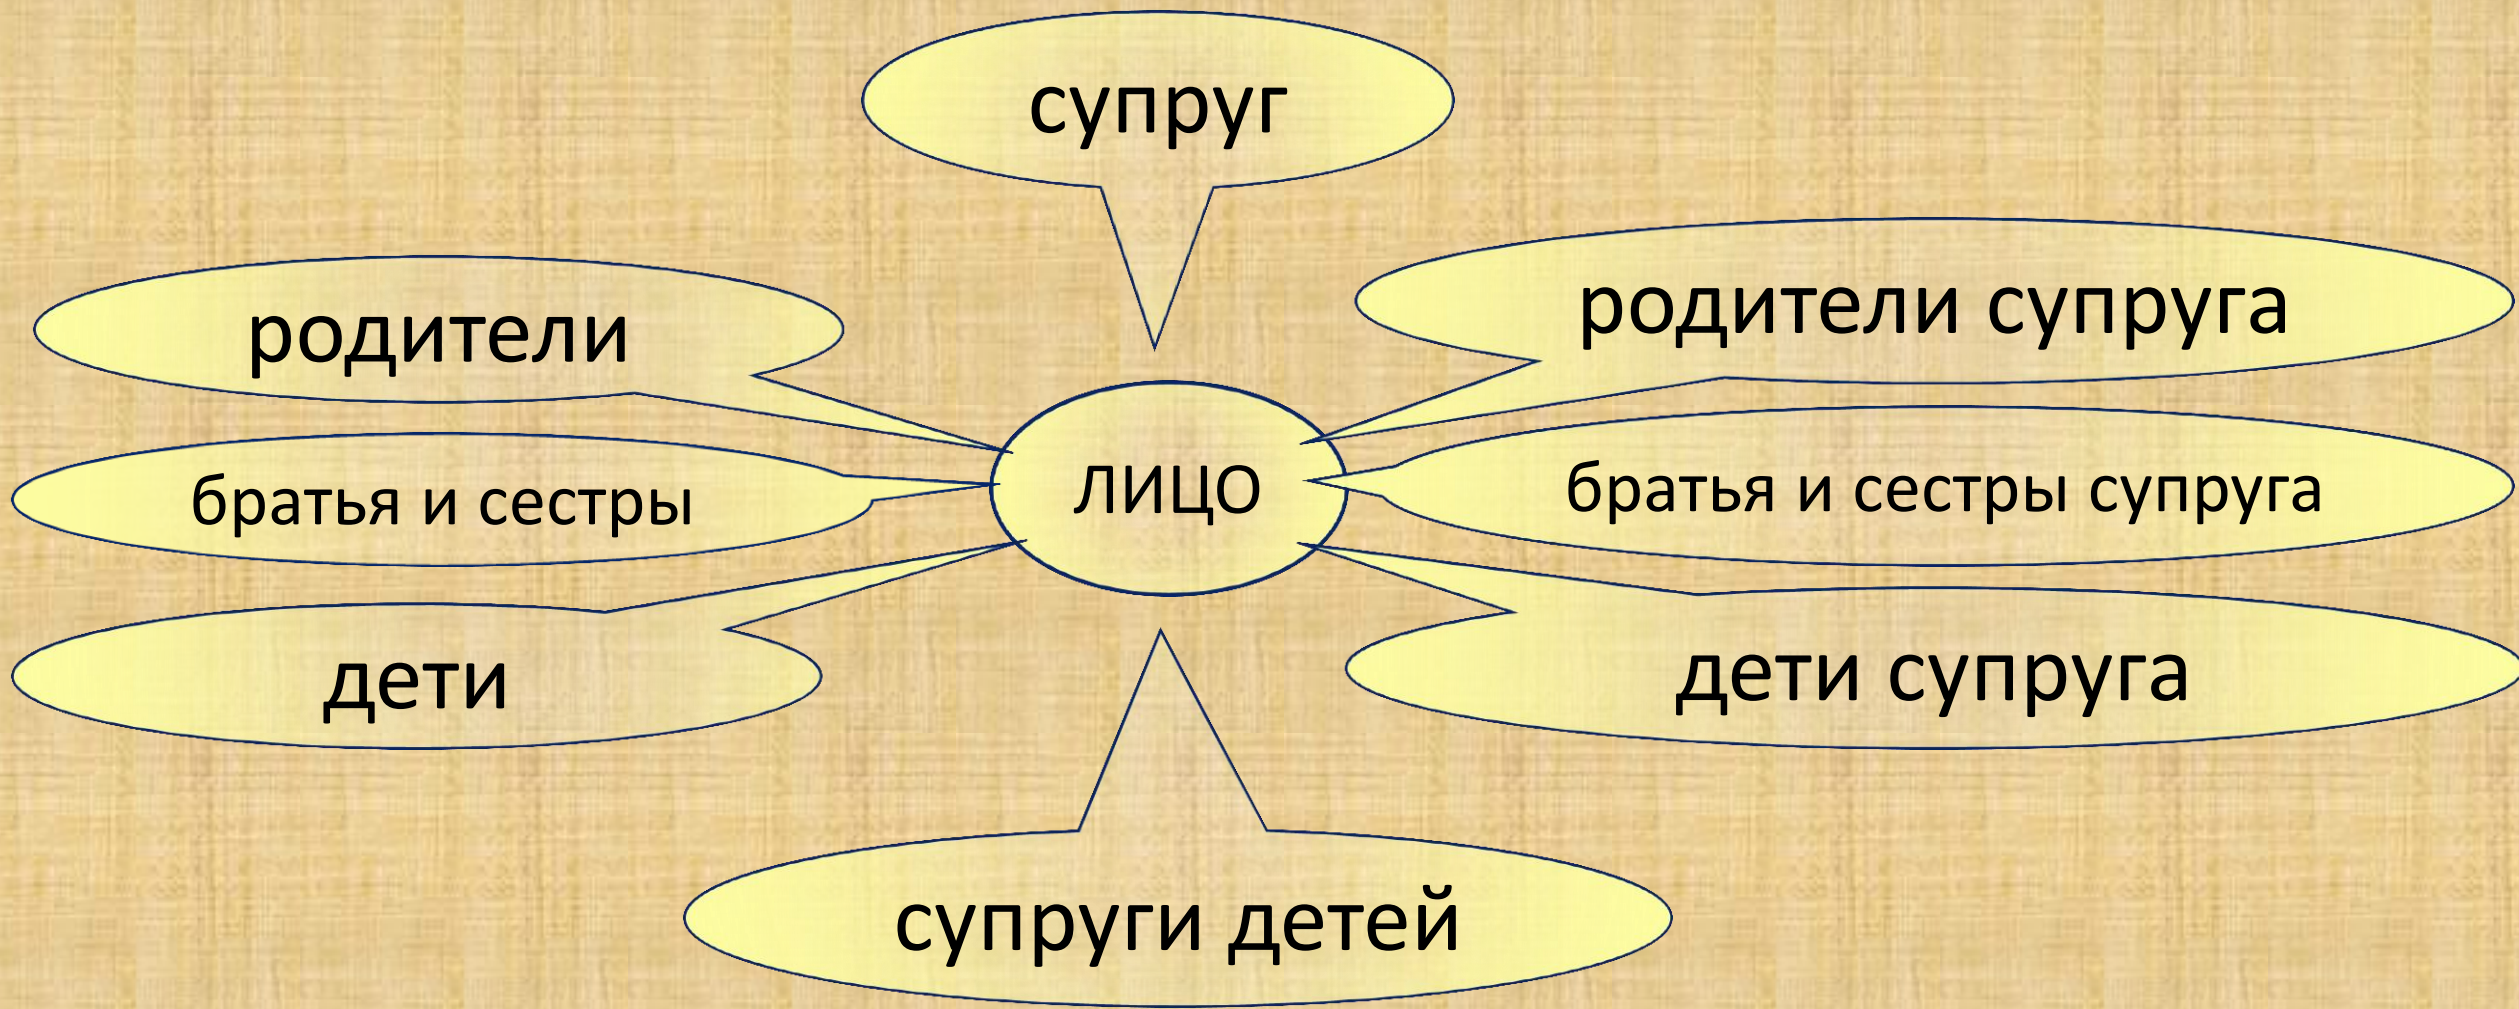 супруг
родители
родители супруга
братья и сестры
ЛИЦО
братья и сестры супруга
дети
дети супруга
супруги детей